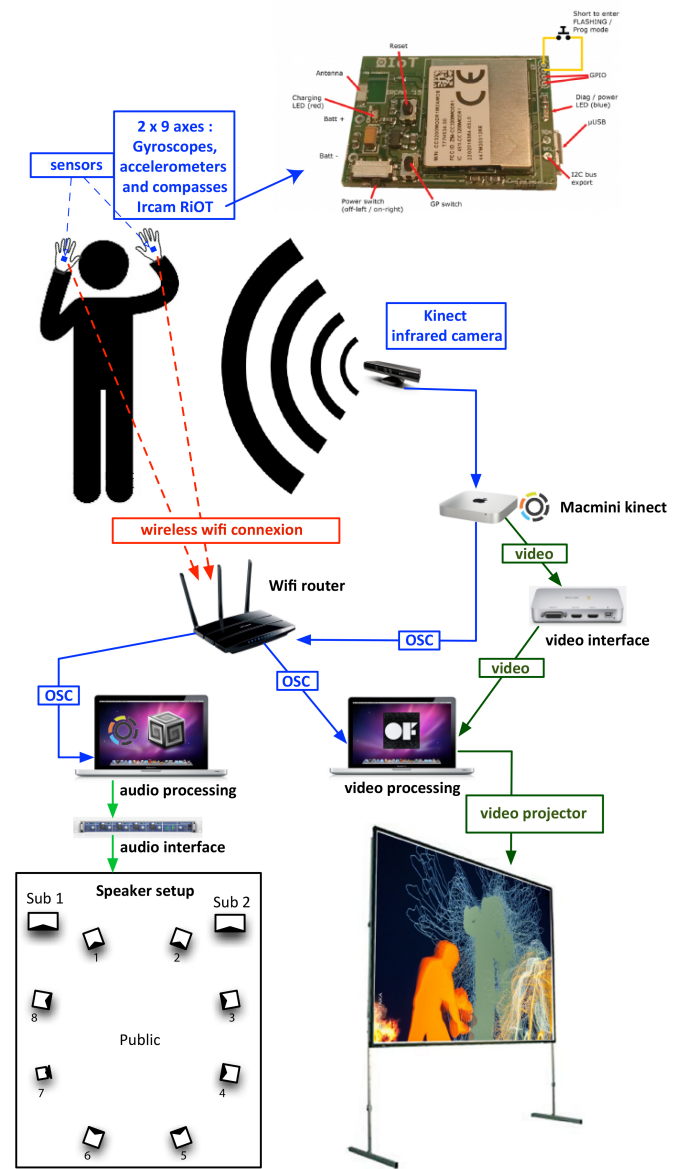 Short to enter
FLASHING /
Prog mode
Reset
GPIO
Antenna
Charging
LED (red)
Batt +
Batt -
Diag / power
LED (blue)
µUSB
I2C bus
export
Power switch
(off-left / on-right)
GP switch
2 x 9 axes :
Gyroscopes,
accelerometers
and compasses
Ircam RiOT
sensors
Kinect
infrared camera
Macmini kinect
wireless wifi connexion
video
Wifi router
OSC
video interface
OSC
OSC
video
audio processing
video processing
OF
audio interface
video projector
Speaker setup
Sub 1
Sub 2
1
2
8
3
Public
7
4
6
5